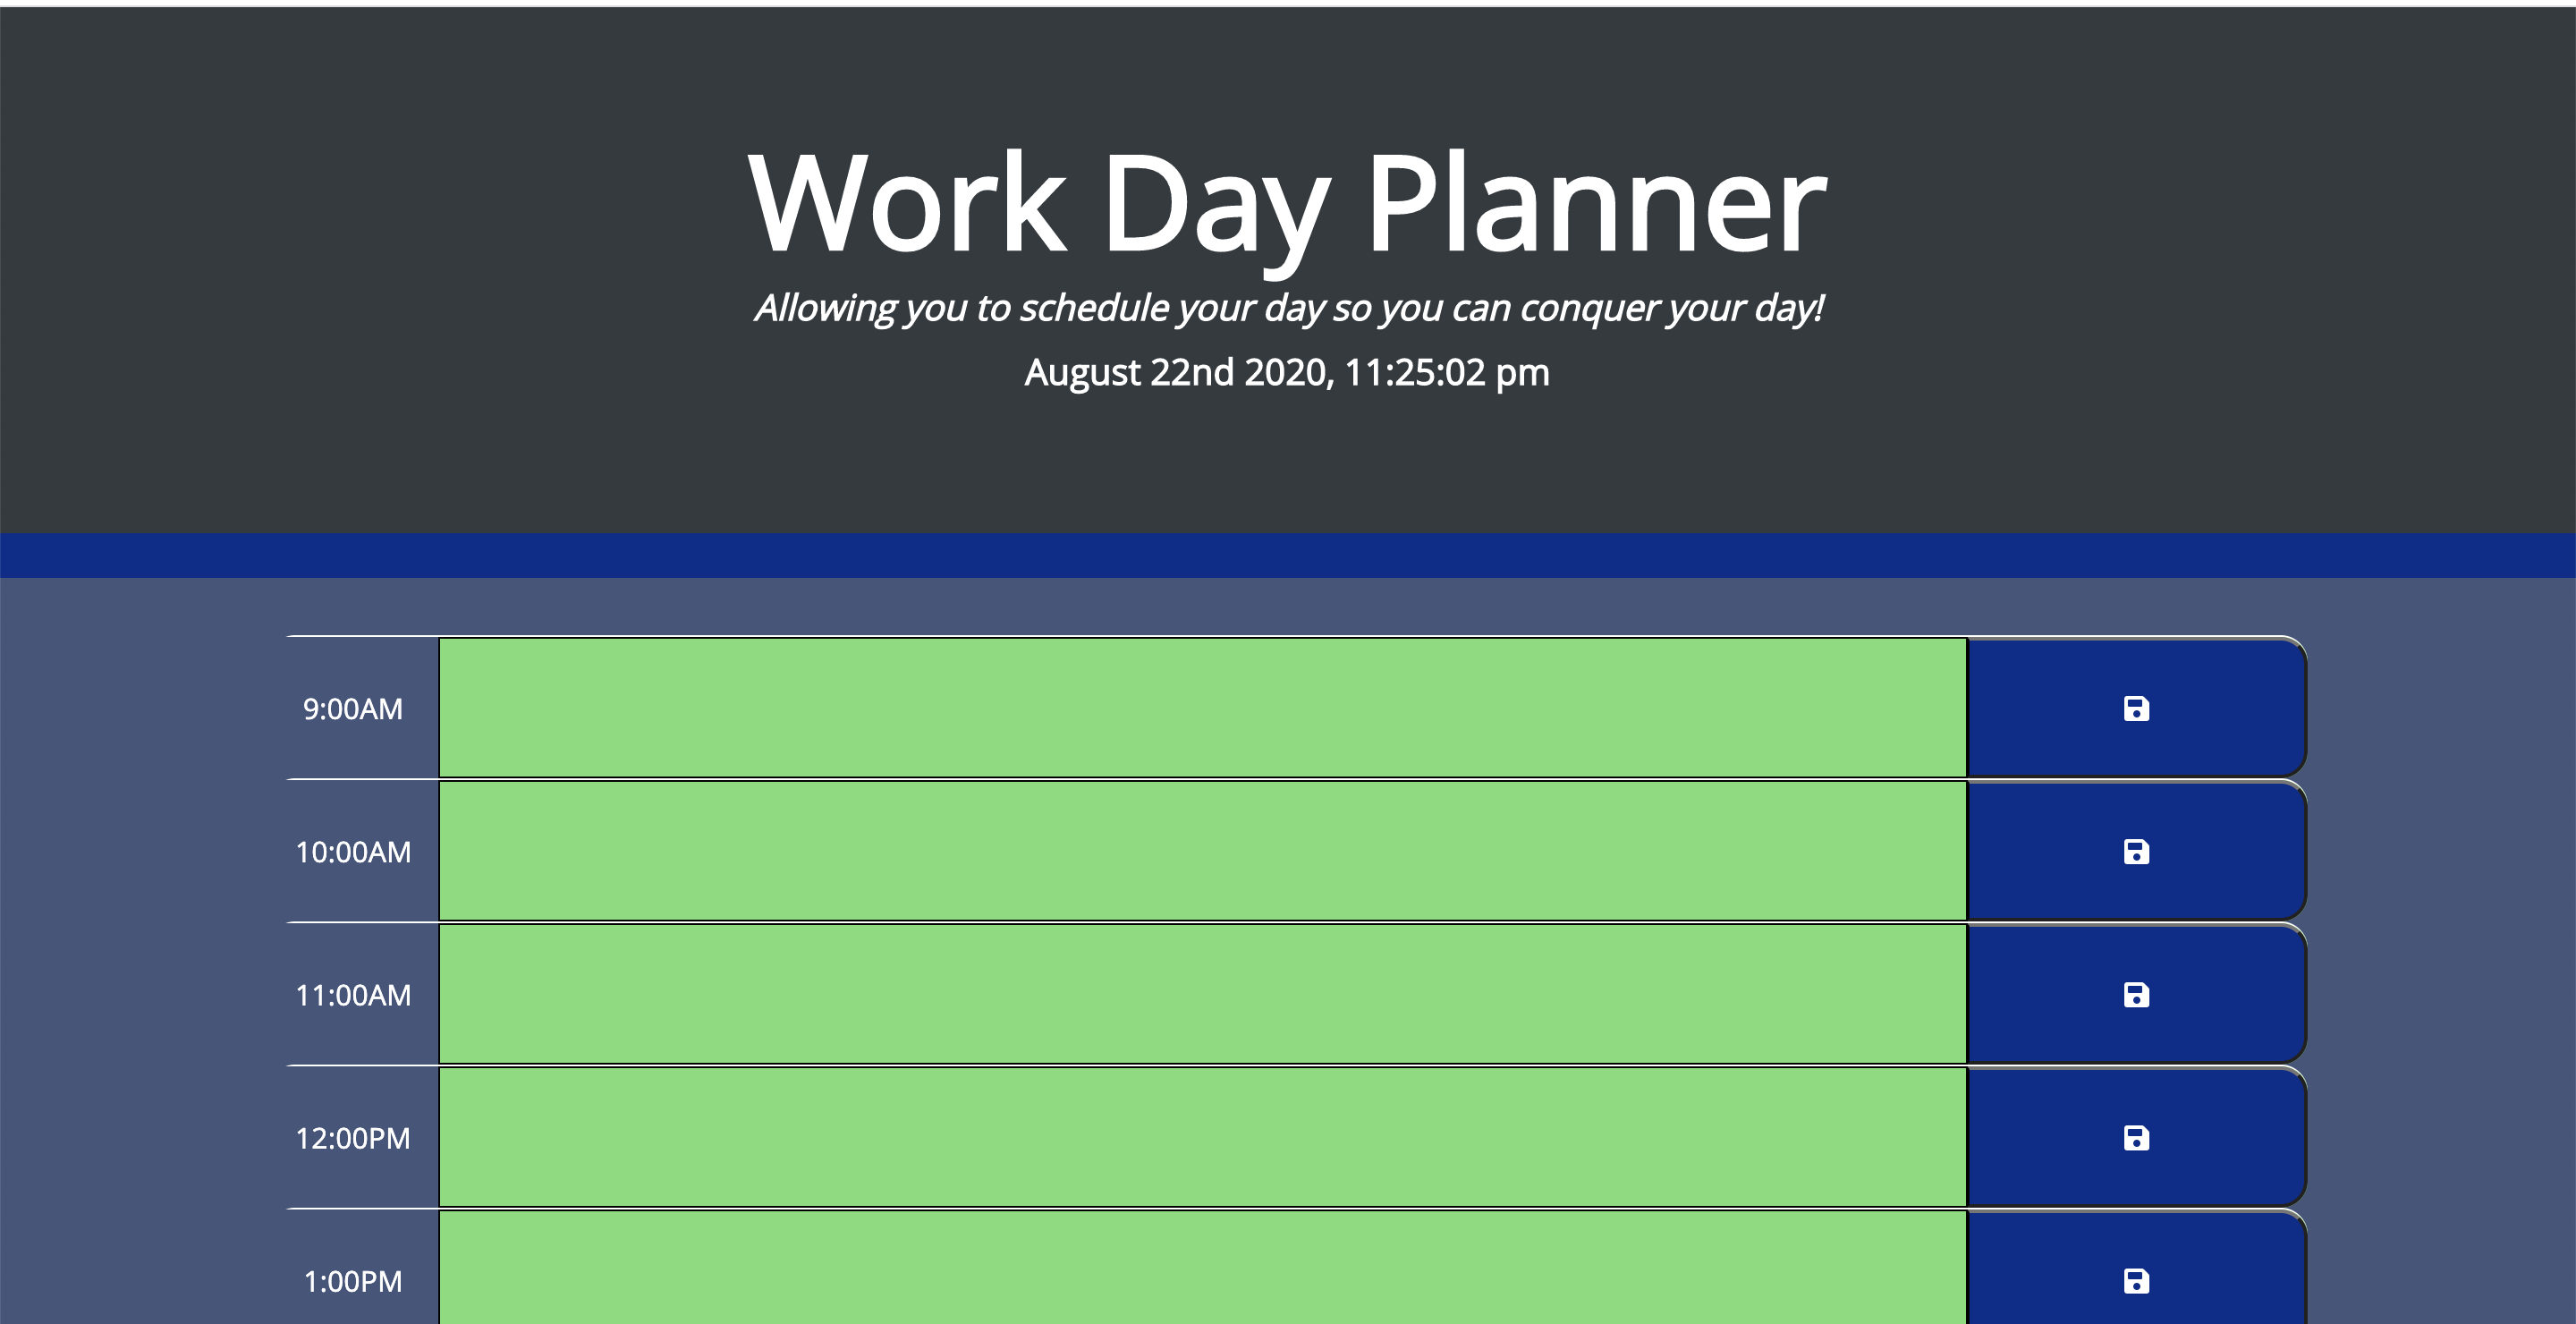 Work Day Planner
Allowing you to schedule your day so you can conquer your day!
August 22nd 2020, 11:25:02 pm
9:00AM
10:00AM
11:00AM
12:00PM
1:00PM